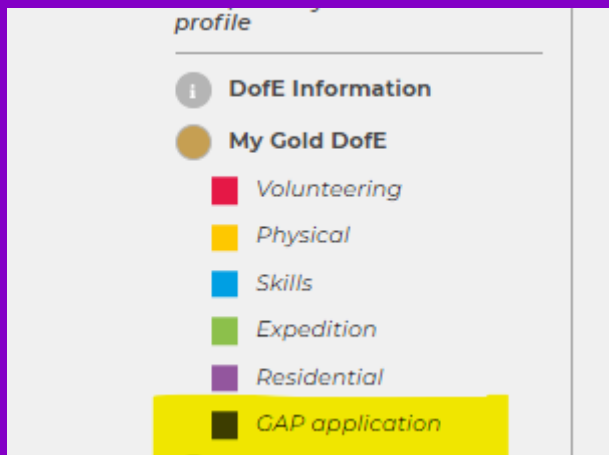 profile
DofE Information
My Gold DofE
Volunteering
Physical
Skills
Expedition
Residential
GAP application